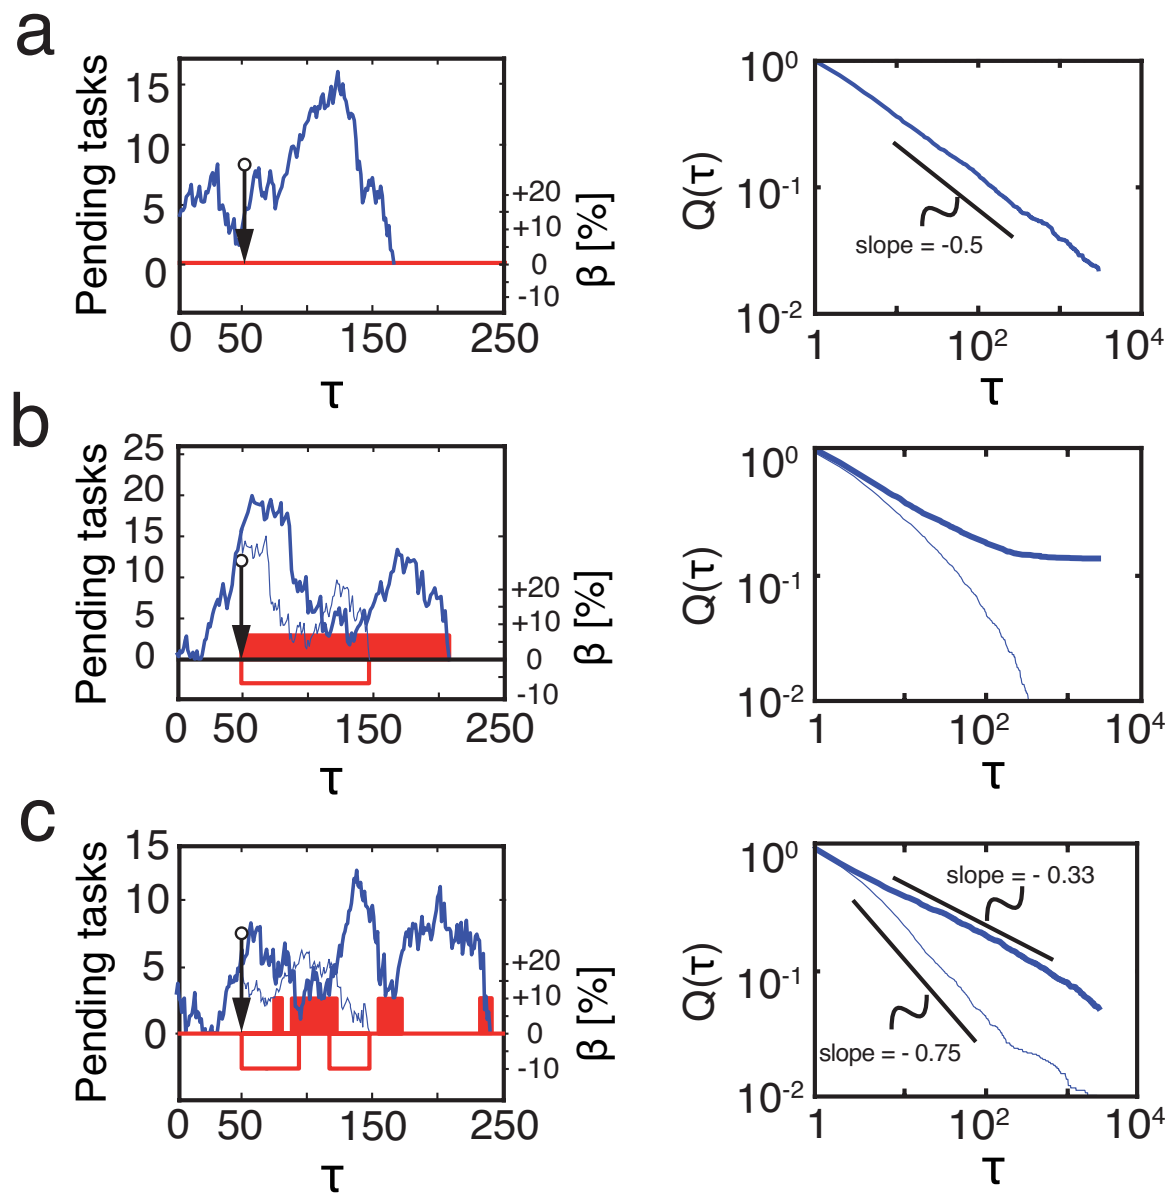 a
Pending tasks
15
10
5
0
+20
+10
0
-10
β [%]
0 50 150 250
τ
Q(τ)
10⁰
10⁻¹
10⁻²
slope = -0.5
1 10² 10⁴
τ
b
Pending tasks
25
20
15
10
5
0
+20
+10
0
-10
β [%]
0 50 150 250
τ
Q(τ)
10⁰
10⁻¹
10⁻²
1 10² 10⁴
τ
c
Pending tasks
15
10
5
0
+20
+10
0
-10
β [%]
0 50 150 250
τ
Q(τ)
10⁰
10⁻¹
10⁻²
slope = - 0.33
slope = - 0.75
1 10² 10⁴
τ